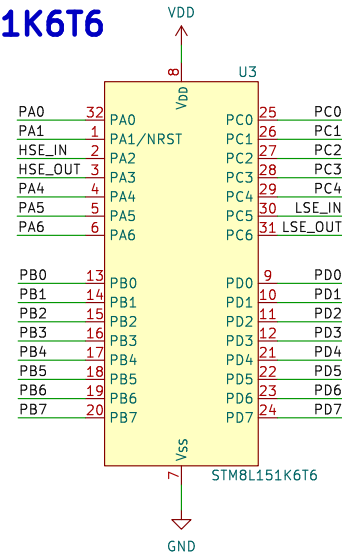 1K6T6
VDD
8
U3
VDD
PA0 32 PA0 PC0 25 PC0
PA1 1 PA1/NRST PC1 26 PC1
HSE_IN 2 PA2 PC2 27 PC2
HSE_OUT 3 PA3 PC3 28 PC3
PA4 4 PA4 PC4 29 PC4
PA5 5 PA5 PC5 30 LSE_IN
PA6 6 PA6 PC6 31 LSE_OUT
PB0 13 PB0 PD0 9 PD0
PB1 14 PB1 PD1 10 PD1
PB2 15 PB2 PD2 11 PD2
PB3 16 PB3 PD3 12 PD3
PB4 17 PB4 PD4 21 PD4
PB5 18 PB5 PD5 22 PD5
PB6 19 PB6 PD6 23 PD6
PB7 20 PB7 PD7 24 PD7
VSS
7
STM8L151K6T6
GND